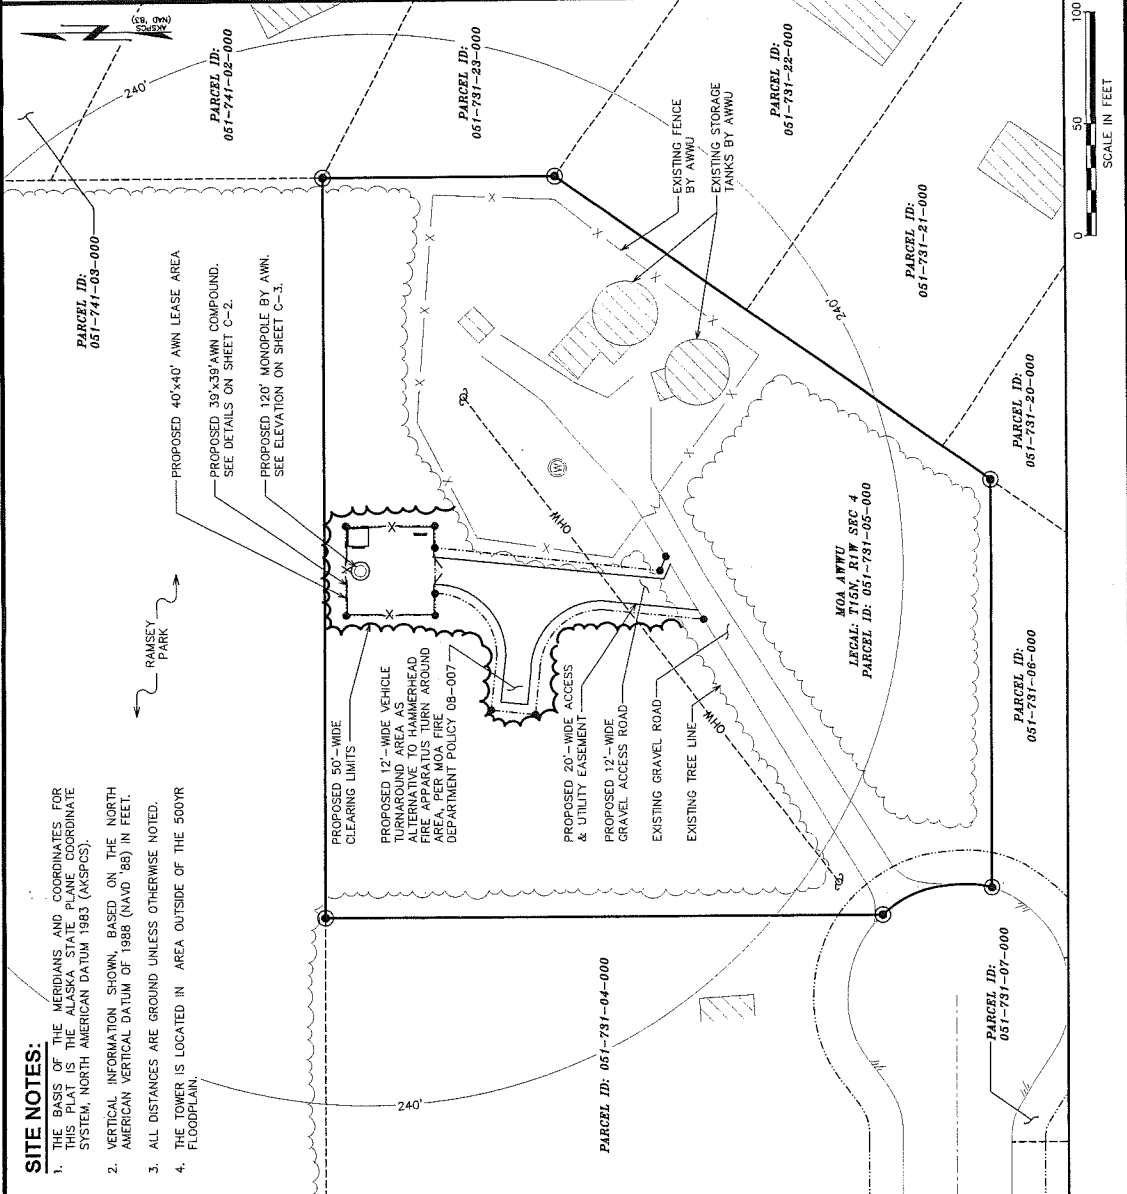 SITE NOTES:
1. THE BASIS OF THE MERIDIANS AND COORDINATES FOR
THIS PLAT IS THE ALASKA STATE PLANE COORDINATE
SYSTEM, NORTH AMERICAN DATUM 1983 (AKSPCS).
2. VERTICAL INFORMATION SHOWN, BASED ON THE NORTH
AMERICAN VERTICAL DATUM OF 1988 (NAVD '88) IN FEET.
3. ALL DISTANCES ARE GROUND UNLESS OTHERWISE NOTED.
4. THE TOWER IS LOCATED IN AREA OUTSIDE OF THE 500YR
FLOODPLAIN.
RAMSEY
PARK
PARCEL ID:
051-741-03-000
PROPOSED 40'x40' AWN LEASE AREA
PROPOSED 39'x39'AWN COMPOUND.
SEE DETAILS ON SHEET C-2.
PROPOSED 120' MONOPOLE BY AWN.
SEE ELEVATION ON SHEET C-3.
AKSPCS
(NAD '83)
240'
PARCEL ID:
051-741-02-000
PARCEL ID:
051-731-23-000
PARCEL ID:
051-731-22-000
EXISTING FENCE
BY AWWU
EXISTING STORAGE
TANKS BY AWWU
PROPOSED 50'-WIDE
CLEARING LIMITS
PROPOSED 12'-WIDE VEHICLE
TURNAROUND AREA AS
ALTERNATIVE TO HAMMERHEAD
FIRE APPARATUS TURN AROUND
AREA, PER MOA FIRE
DEPARTMENT POLICY 08-007
PROPOSED 20'-WIDE ACCESS
& UTILITY EASEMENT
PROPOSED 12'-WIDE
GRAVEL ACCESS ROAD
EXISTING GRAVEL ROAD
EXISTING TREE LINE
OHW
OHW
W
240'
240'
PARCEL ID: 051-731-04-000
MOA AWWU
LEGAL: T15N, R1W SEC 4
PARCEL ID: 051-731-05-000
PARCEL ID:
051-731-21-000
PARCEL ID:
051-731-20-000
PARCEL ID:
051-731-06-000
PARCEL ID:
051-731-07-000
0
50
100
SCALE IN FEET